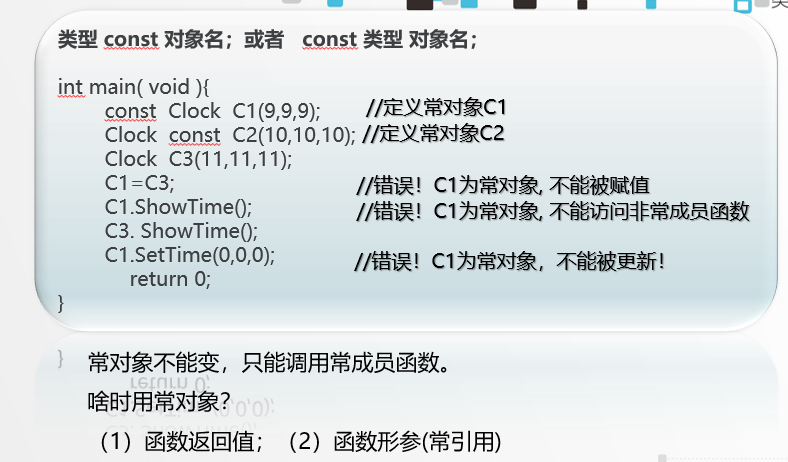 类型 const 对象名；或者 const 类型 对象名；
int main( void ){
const Clock C1(9,9,9); //定义常对象C1
Clock const C2(10,10,10); //定义常对象C2
Clock C3(11,11,11);
C1=C3; //错误！C1为常对象, 不能被赋值
C1.ShowTime(); //错误！C1为常对象, 不能访问非常成员函数
C3. ShowTime();
C1.SetTime(0,0,0); //错误！C1为常对象，不能被更新！
return 0;
}
常对象不能变，只能调用常成员函数。
啥时用常对象？
（1）函数返回值；（2）函数形参(常引用)